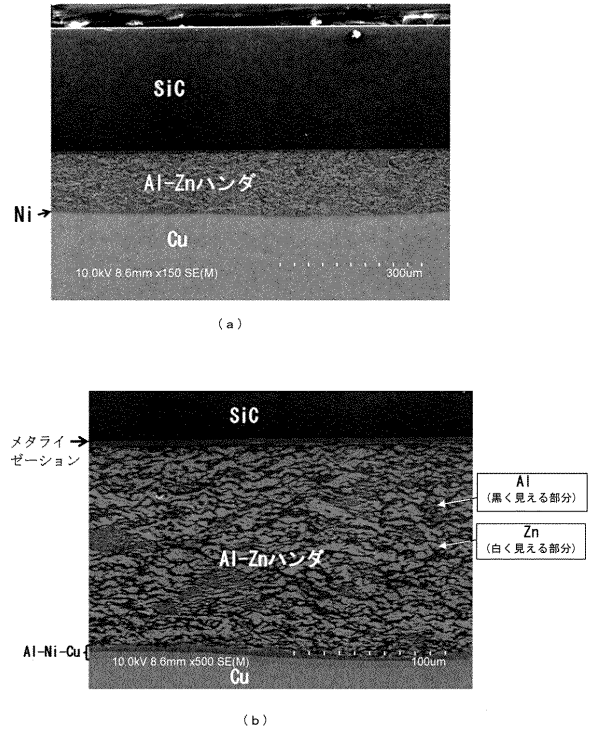 SiC
Al-Znハンダ
Ni
Cu
10.0kV 8.6mm x150 SE(M)
300um
(a)
SiC
メタライ
ゼーション
Al
(黒く見える部分)
Zn
(白く見える部分)
Al-Znハンダ
Al-Ni-Cu
10.0kV 8.6mm x500 SE(M)
100um
Cu
(b)